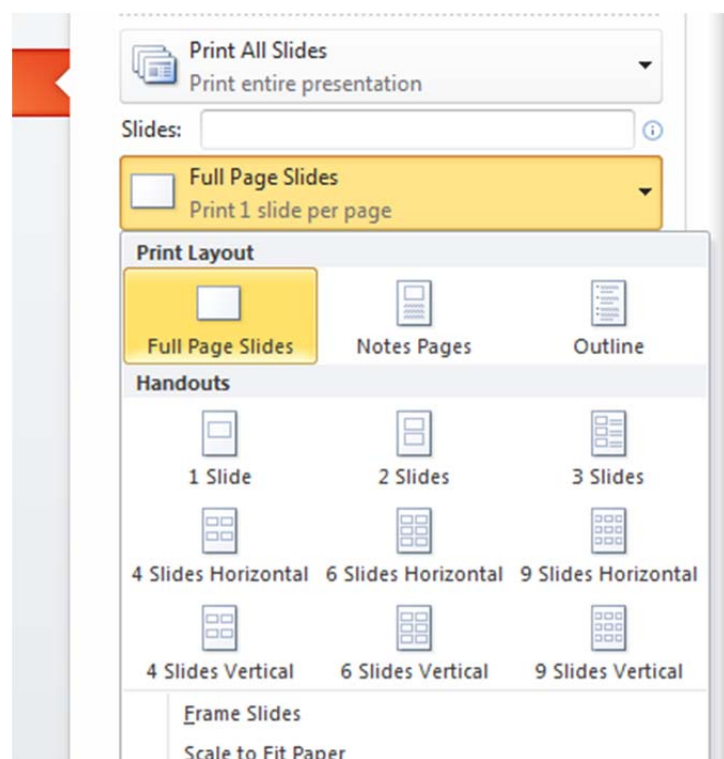 Print All Slides
Print entire presentation
Slides:
Full Page Slides
Print 1 slide per page
Print Layout
Full Page Slides Notes Pages Outline
Handouts
1 Slide 2 Slides 3 Slides
4 Slides Horizontal 6 Slides Horizontal 9 Slides Horizontal
4 Slides Vertical 6 Slides Vertical 9 Slides Vertical
Frame Slides
Scale to Fit Paper